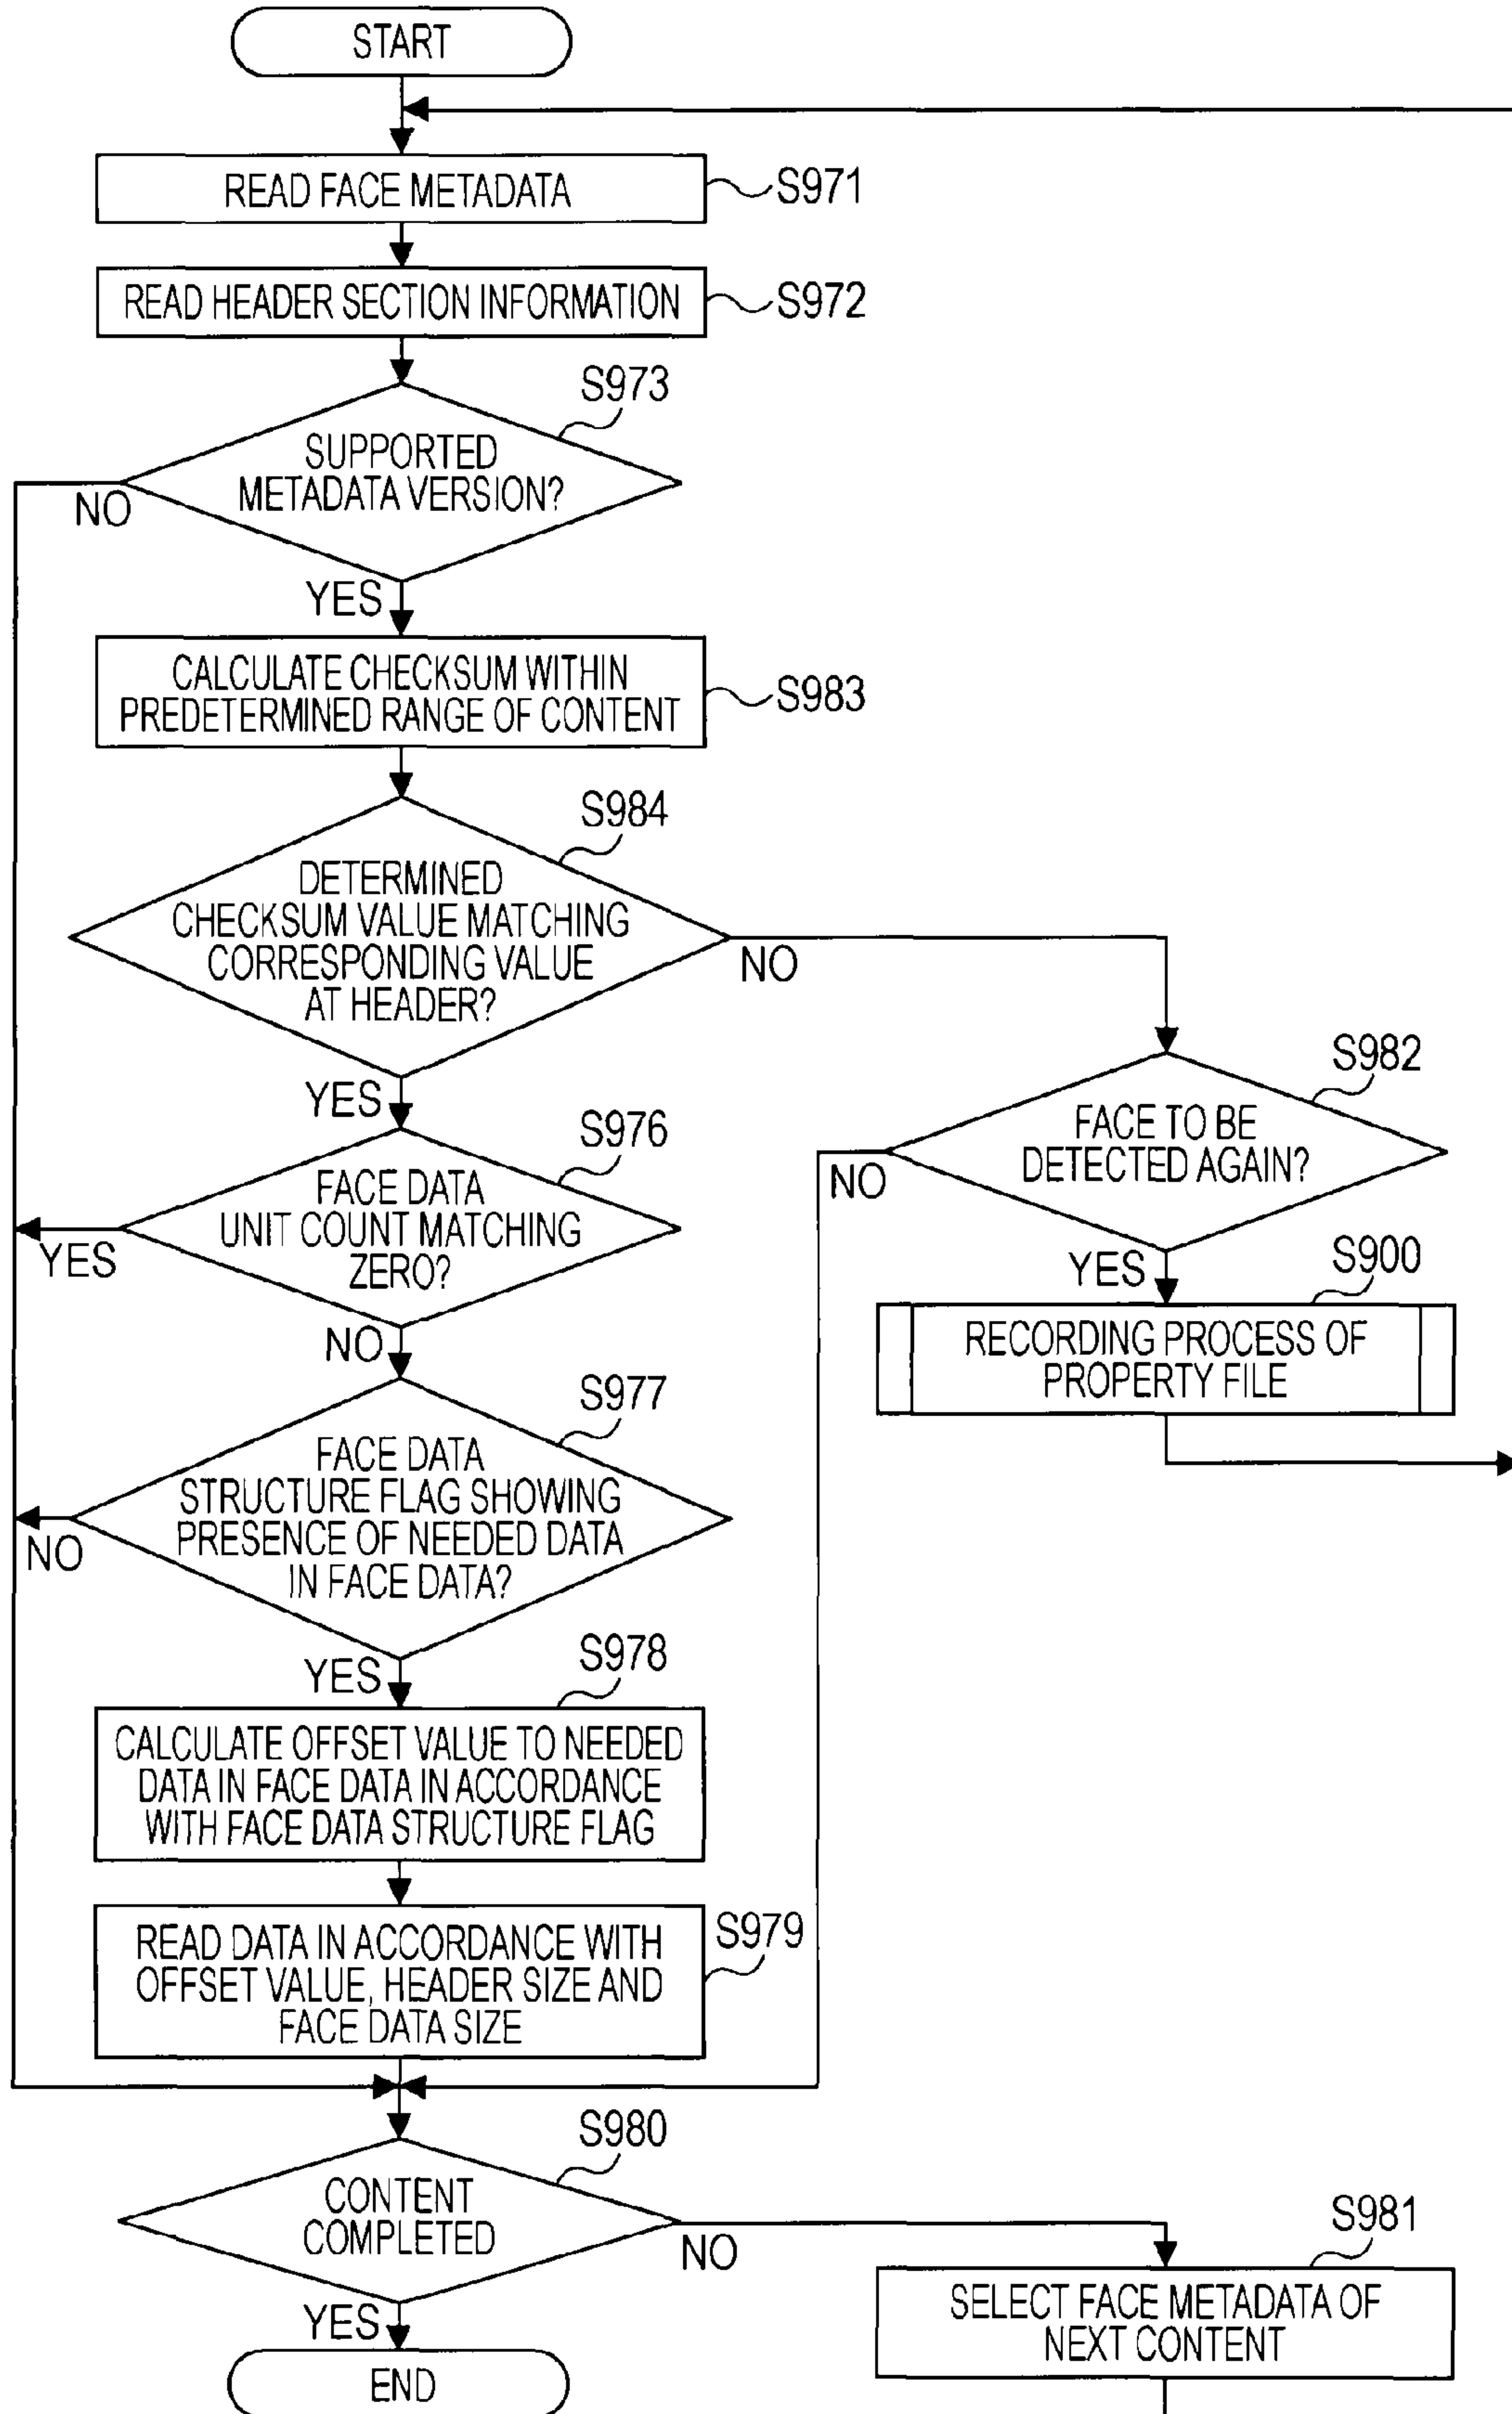 START
READ FACE METADATA
S971
READ HEADER SECTION INFORMATION
S972
S973
SUPPORTED
METADATA VERSION?
NO
YES
CALCULATE CHECKSUM WITHIN
PREDETERMINED RANGE OF CONTENT
S983
S984
DETERMINED
CHECKSUM VALUE MATCHING
CORRESPONDING VALUE
AT HEADER?
NO
YES
S982
FACE TO BE
DETECTED AGAIN?
NO
YES
S900
RECORDING PROCESS OF
PROPERTY FILE
S976
FACE DATA
UNIT COUNT MATCHING
ZERO?
YES
NO
S977
FACE DATA
STRUCTURE FLAG SHOWING
PRESENCE OF NEEDED DATA
IN FACE DATA?
NO
YES
S978
CALCULATE OFFSET VALUE TO NEEDED
DATA IN FACE DATA IN ACCORDANCE
WITH FACE DATA STRUCTURE FLAG
S979
READ DATA IN ACCORDANCE WITH
OFFSET VALUE, HEADER SIZE AND
FACE DATA SIZE
S980
CONTENT
COMPLETED
NO
YES
S981
SELECT FACE METADATA OF
NEXT CONTENT
END